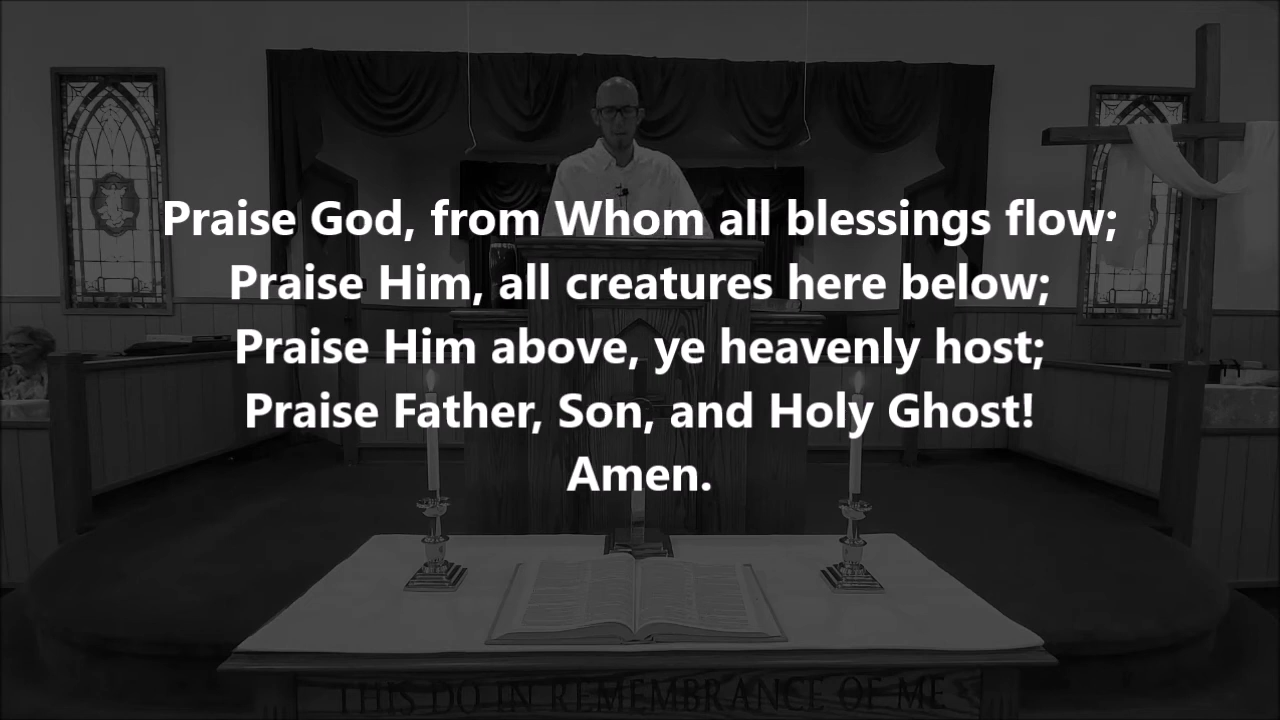 Praise God, from Whom all blessings flow;
Praise Him, all creatures here below;
Praise Him above, ye heavenly host;
Praise Father, Son, and Holy Ghost!
Amen.
THIS DO IN REMEMBRANCE OF ME